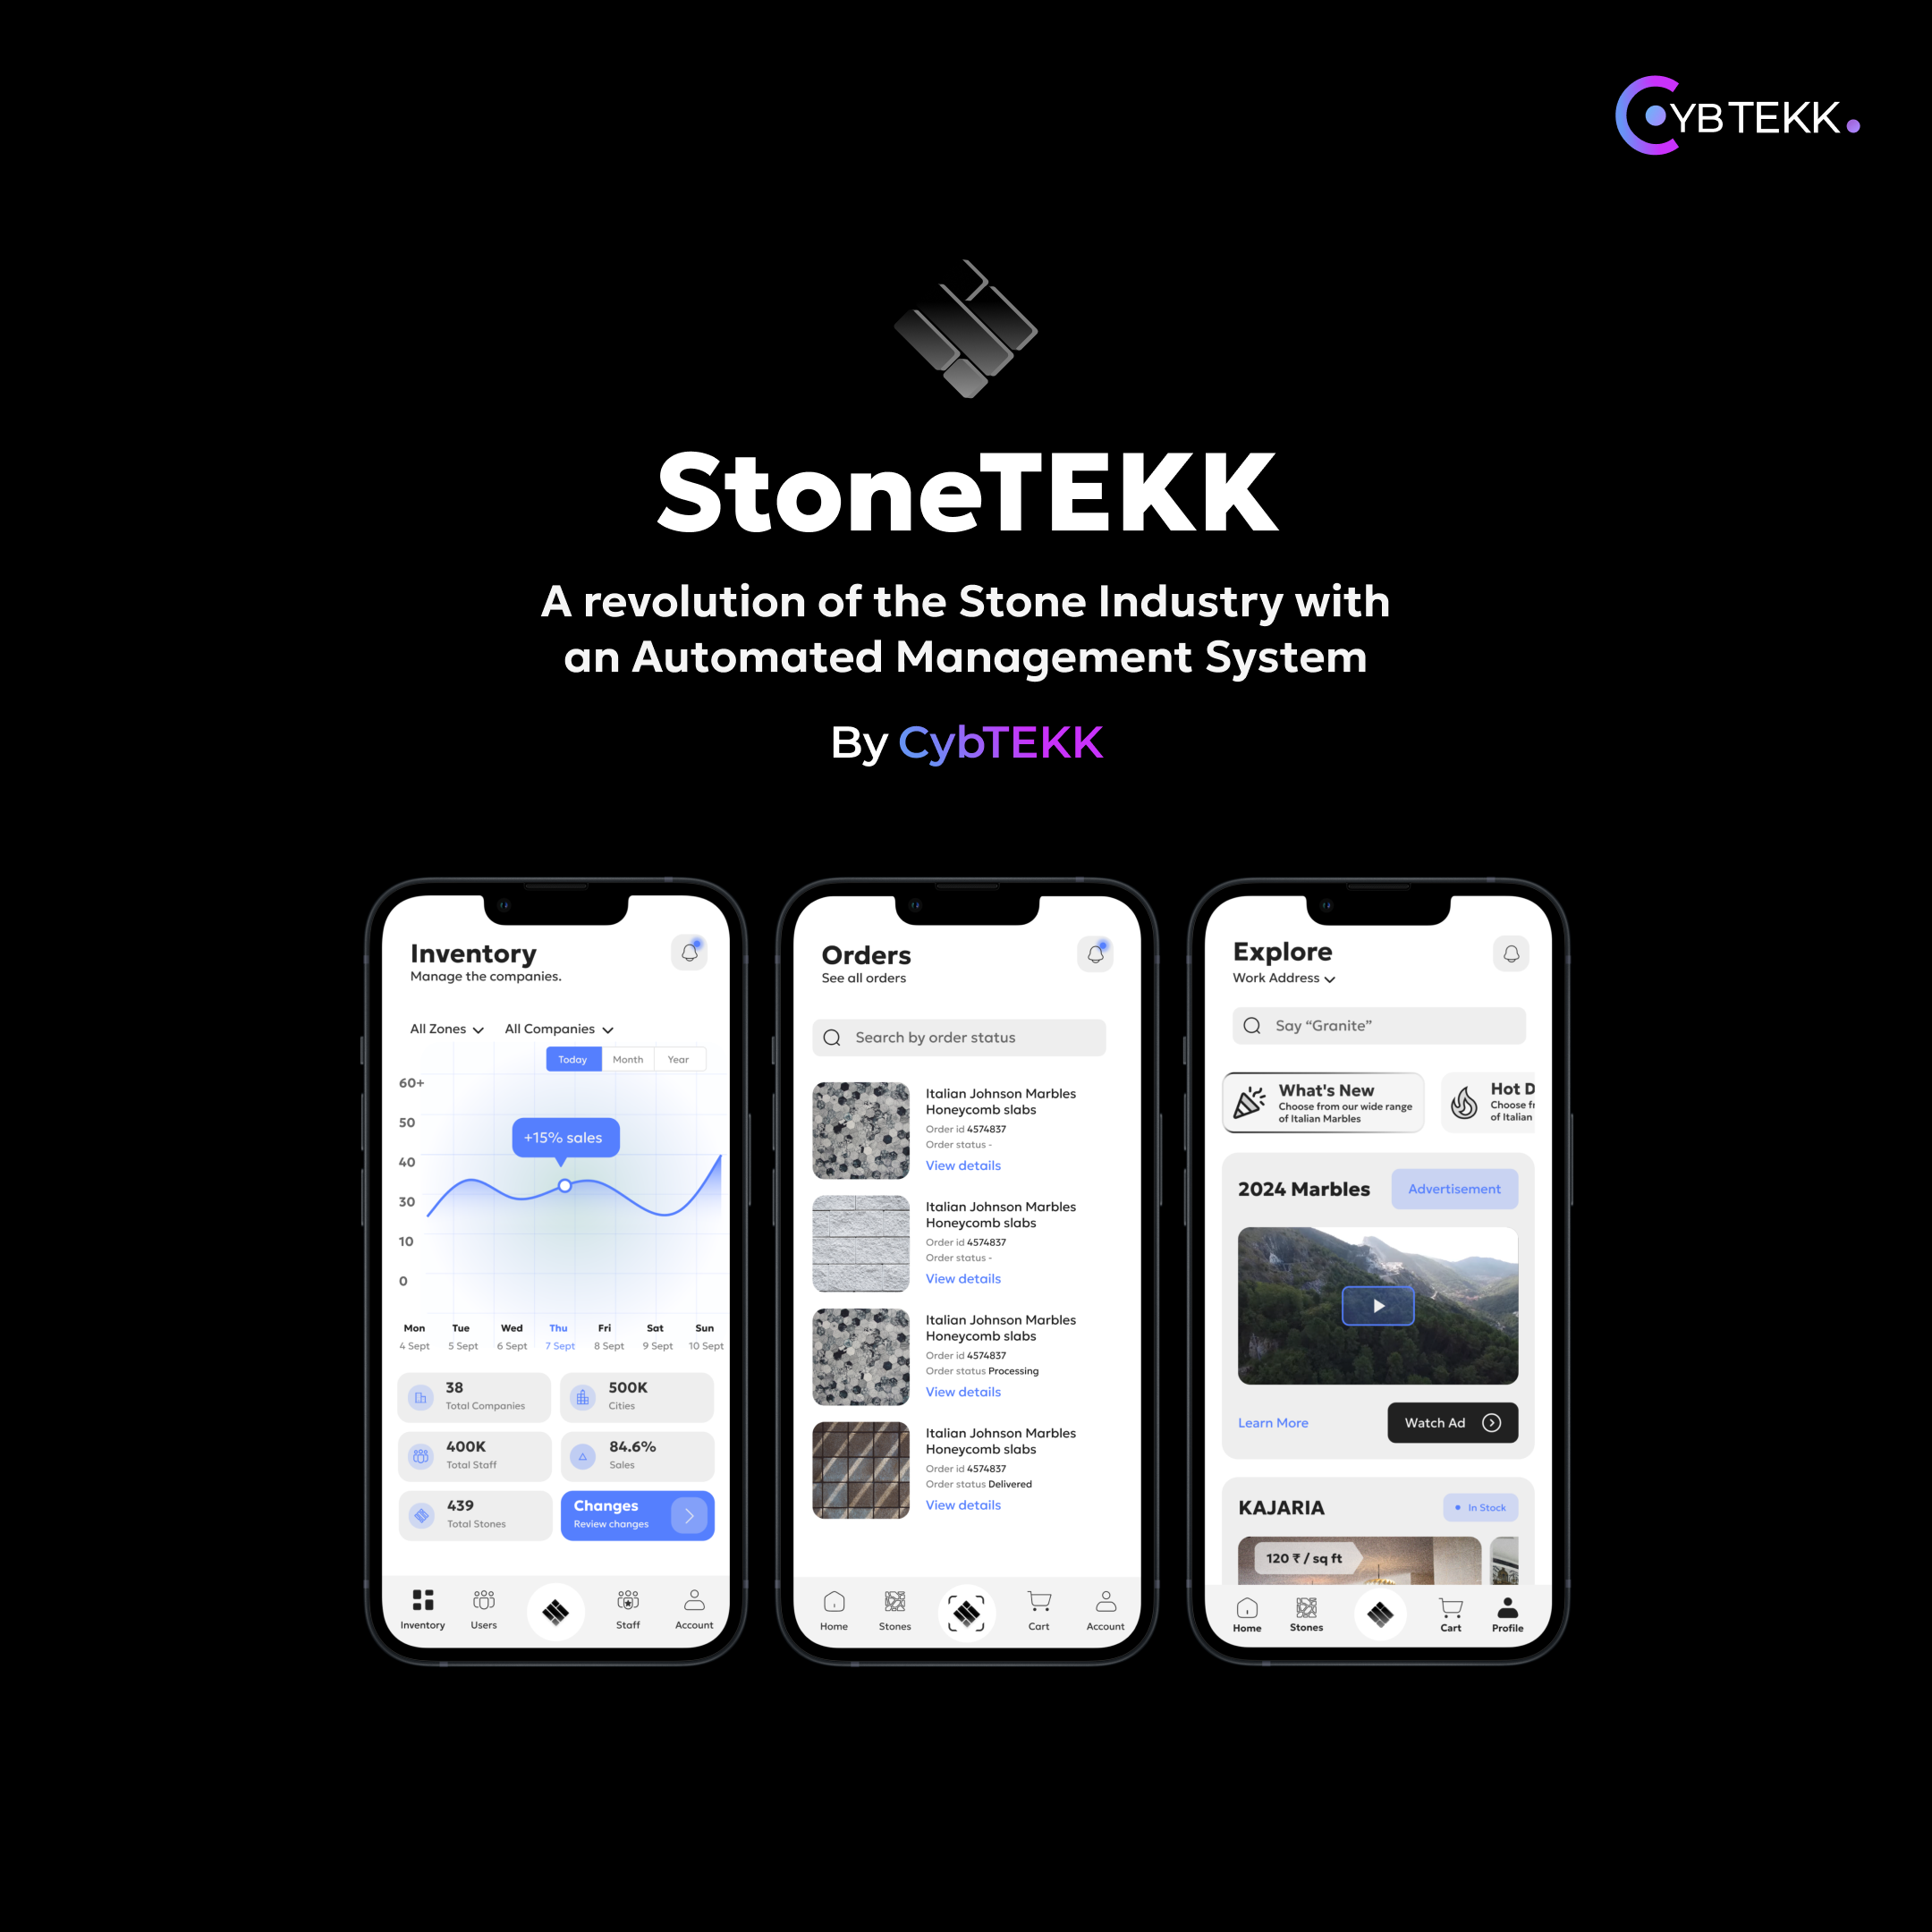 CYBTEKK.
StoneTEKK
A revolution of the Stone Industry with
an Automated Management System
By CybTEKK
Inventory
Manage the companies.
All Zones
All Companies
Today
Month
Year
60+
50
40
30
10
0
+15% sales
Mon
Tue
Wed
Thu
Fri
Sat
Sun
4 Sept
5 Sept
6 Sept
7 Sept
8 Sept
9 Sept
10 Sept
38
Total Companies
500K
Cities
400K
Total Staff
84.6%
Sales
439
Total Stones
Changes
Review changes
Inventory
Users
Staff
Account
Orders
See all orders
Search by order status
Italian Johnson Marbles
Honeycomb slabs
Order id 4574837
Order status -
View details
Italian Johnson Marbles
Honeycomb slabs
Order id 4574837
Order status -
View details
Italian Johnson Marbles
Honeycomb slabs
Order id 4574837
Order status Processing
View details
Italian Johnson Marbles
Honeycomb slabs
Order id 4574837
Order status Delivered
View details
Home
Stones
Cart
Account
Explore
Work Address
Say “Granite”
What's New
Choose from our wide range
of Italian Marbles
Hot D
Choose fr
of Italian
2024 Marbles
Advertisement
Learn More
Watch Ad
KAJARIA
In Stock
120 ₹ / sq ft
Home
Stones
Cart
Profile